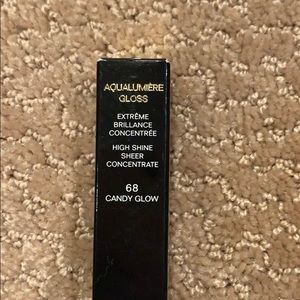 AQUALUMIÈRE
GLOSS
EXTRÊME
BRILLANCE
CONCENTRÉE
HIGH SHINE
SHEER
CONCENTRATE
68
CANDY GLOW